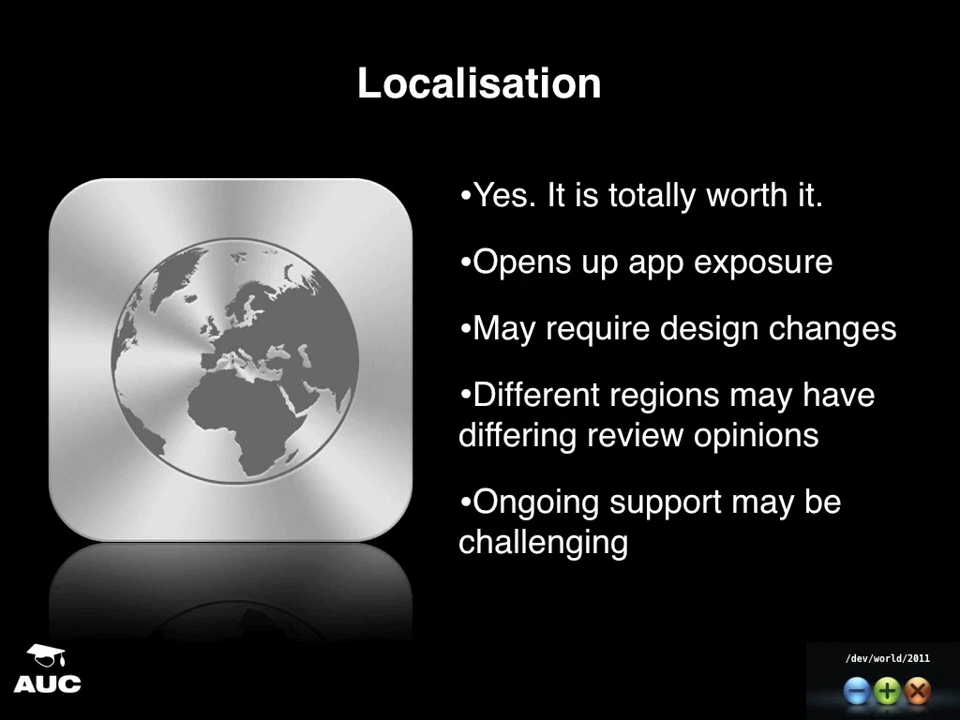 Localisation
•Yes. It is totally worth it.
•Opens up app exposure
•May require design changes
•Different regions may have
differing review opinions
•Ongoing support may be
challenging
AUC
/dev/world/2011